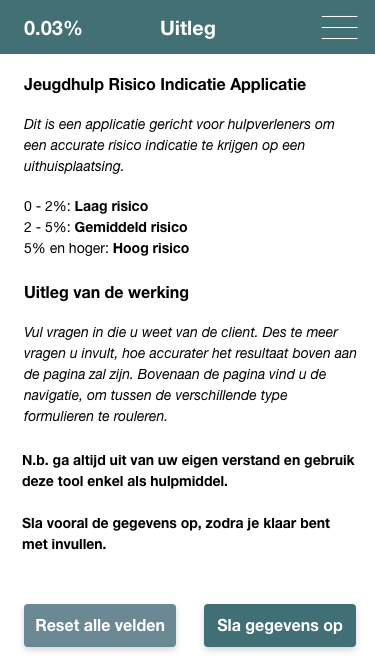 0.03% Uitleg
Jeugdhulp Risico Indicatie Applicatie
Dit is een applicatie gericht voor hulpverleners om
een accurate risico indicatie te krijgen op een
uithuisplaatsing.
0 - 2%: Laag risico
2 - 5%: Gemiddeld risico
5% en hoger: Hoog risico
Uitleg van de werking
Vul vragen in die u weet van de client. Des te meer
vragen u invult, hoe accurater het resultaat boven aan
de pagina zal zijn. Bovenaan de pagina vind u de
navigatie, om tussen de verschillende type
formulieren te rouleren.
N.b. ga altijd uit van uw eigen verstand en gebruik
deze tool enkel als hulpmiddel.
Sla vooral de gegevens op, zodra je klaar bent
met invullen.
Reset alle velden Sla gegevens op